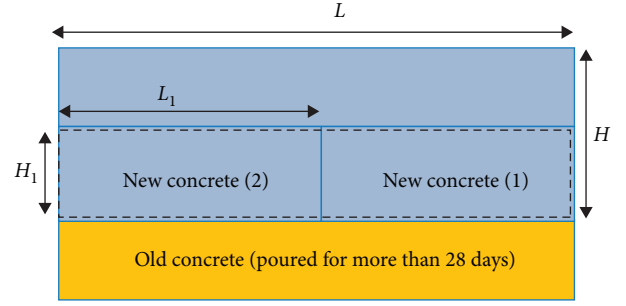 L
L₁
H
H₁
New concrete (2)
New concrete (1)
Old concrete (poured for more than 28 days)